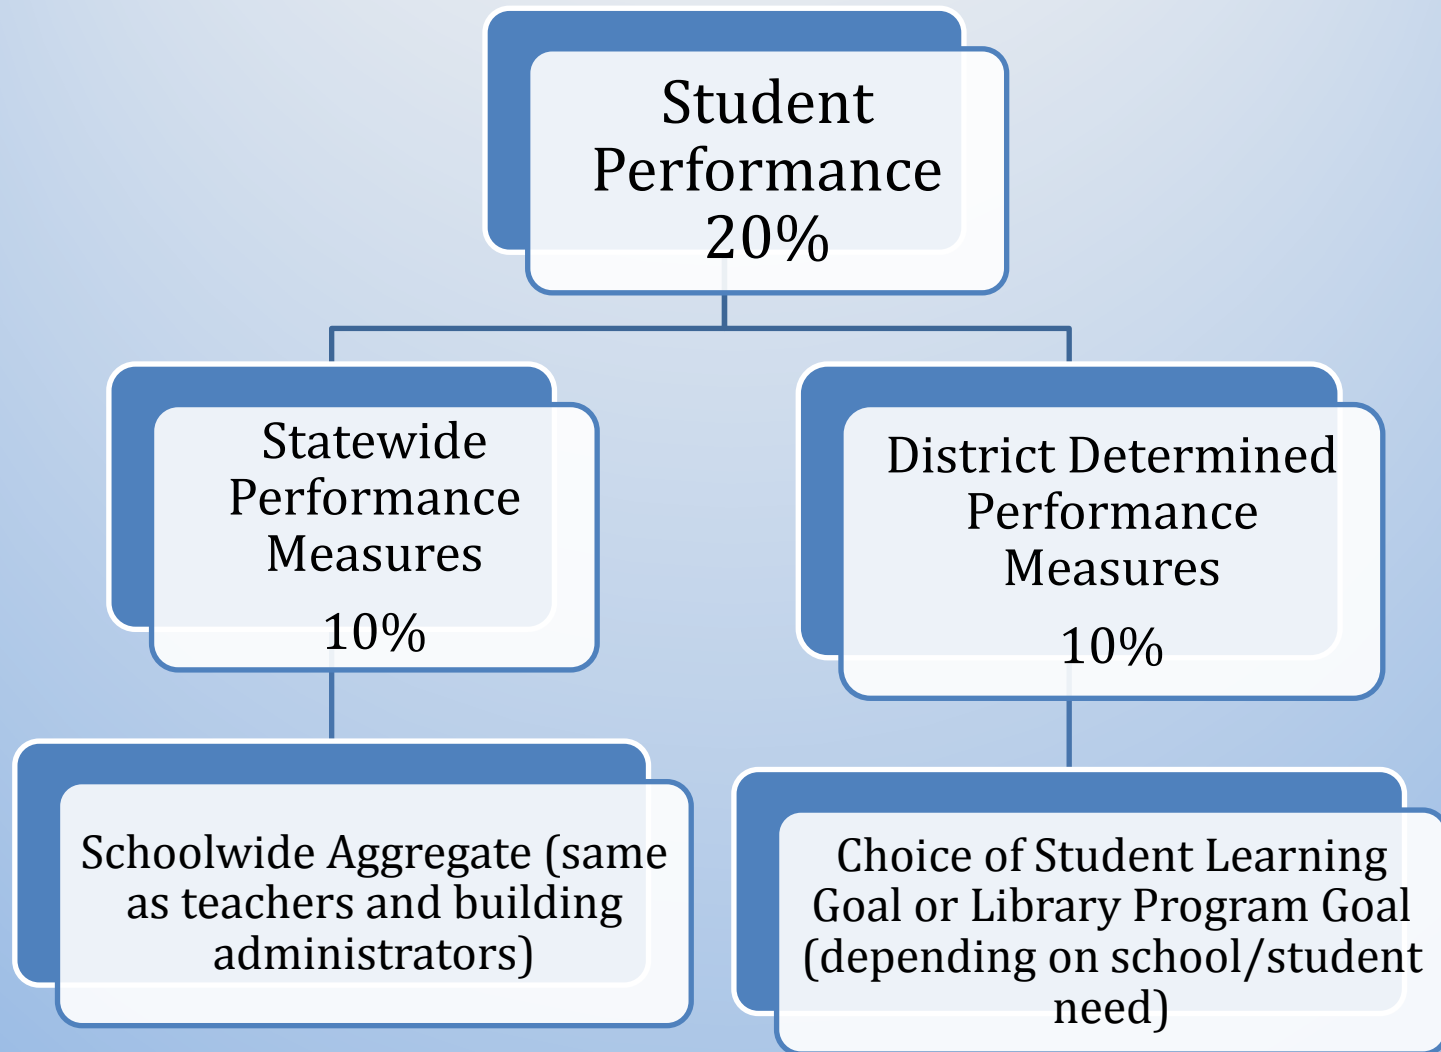 Student
Performance
20%
Statewide
Performance
Measures
10%
District Determined
Performance
Measures
10%
Schoolwide Aggregate (same
as teachers and building
administrators)
Choice of Student Learning
Goal or Library Program Goal
(depending on school/student
need)